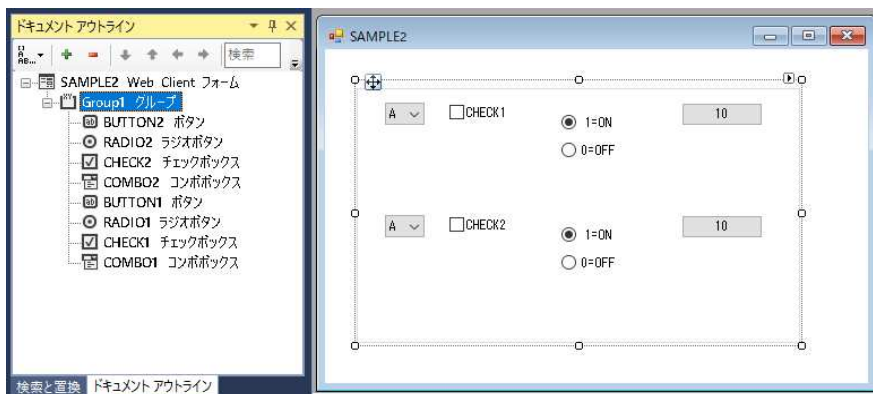 ドキュメント アウトライン
検索
SAMPLE2 Web Client フォーム
Group1 グループ
BUTTON2 ボタン
RADIO2 ラジオボタン
CHECK2 チェックボックス
COMBO2 コンボボックス
BUTTON1 ボタン
RADIO1 ラジオボタン
CHECK1 チェックボックス
COMBO1 コンボボックス
検索と置換 ドキュメント アウトライン
SAMPLE2
A CHECK1 1=ON 10
0=OFF
A CHECK2 1=ON 10
0=OFF